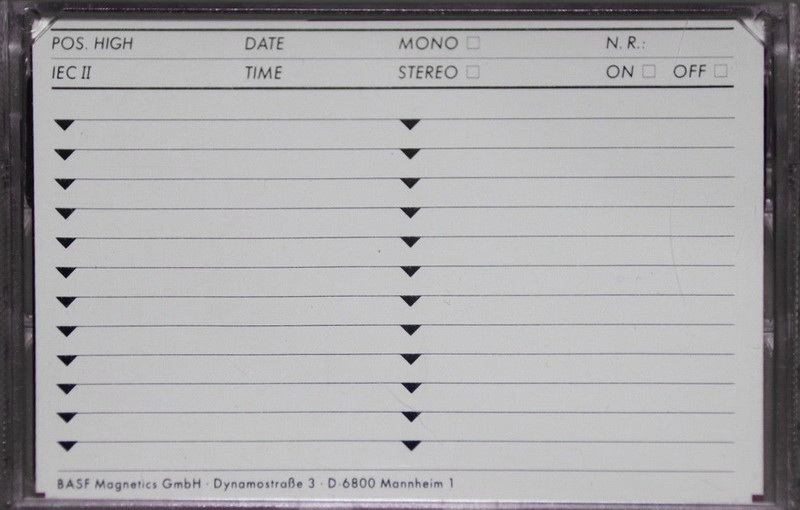 POS. HIGH DATE MONO N. R.:
IEC II TIME STEREO ON OFF
BASF Magnetics GmbH · Dynamostraße 3 · D-6800 Mannheim 1